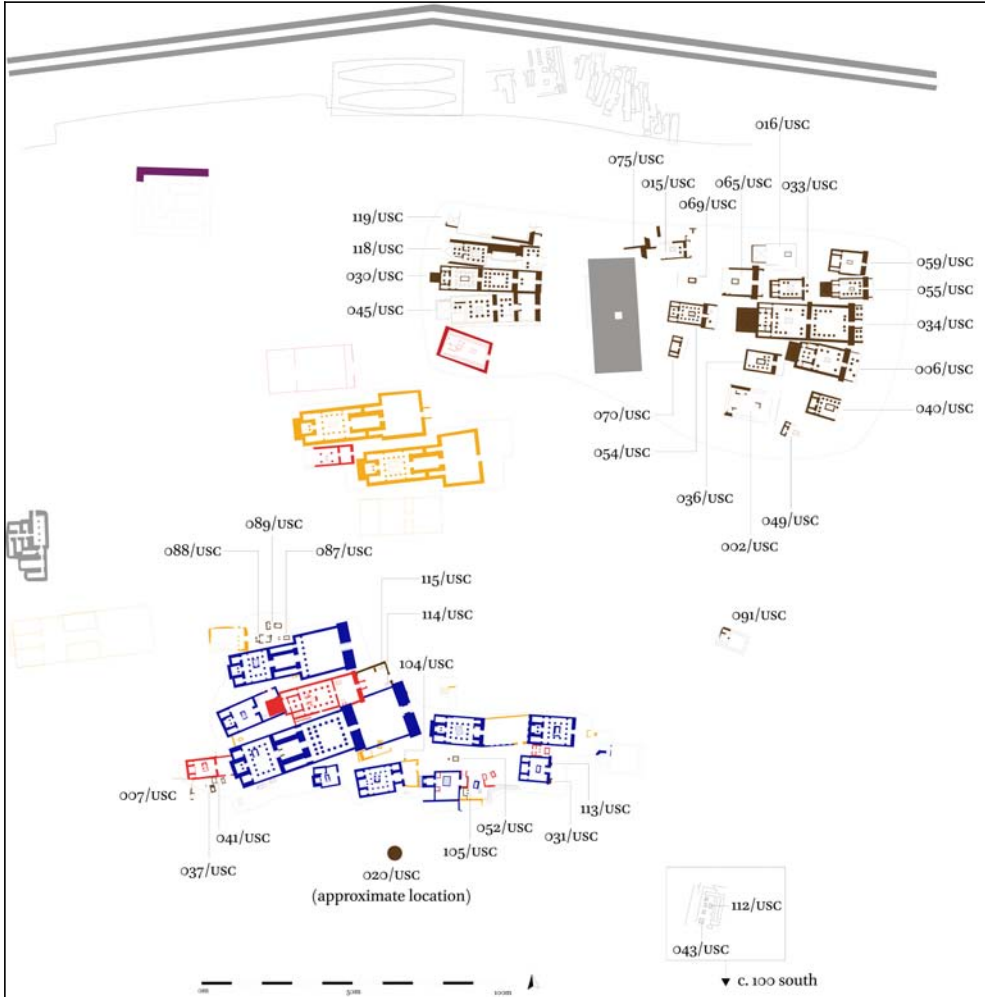 016/USC
075/USC
015/USC
065/USC
033/USC
069/USC
119/USC
118/USC
030/USC
045/USC
059/USC
055/USC
034/USC
006/USC
040/USC
070/USC
054/USC
036/USC
049/USC
002/USC
089/USC
088/USC
087/USC
115/USC
114/USC
104/USC
091/USC
007/USC
041/USC
037/USC
113/USC
052/USC
031/USC
105/USC
020/USC
(approximate location)
112/USC
043/USC
0m
50m
100m
c. 100 south